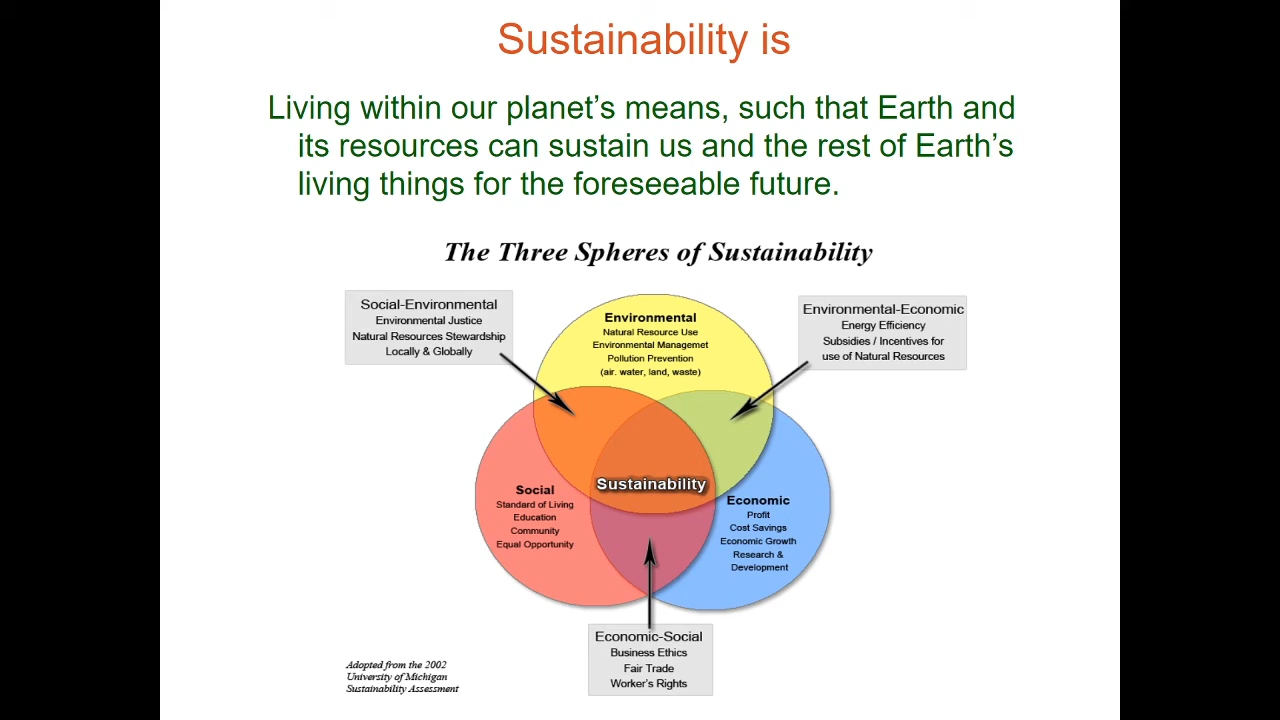 Sustainability is
Living within our planet's means, such that Earth and
its resources can sustain us and the rest of Earth's
living things for the foreseeable future.
The Three Spheres of Sustainability
Social-Environmental
Environmental Justice
Natural Resources Stewardship
Locally & Globally
Environmental
Natural Resource Use
Environmental Managemet
Pollution Prevention
(air. water, land, waste)
Environmental-Economic
Energy Efficiency
Subsidies / Incentives for
use of Natural Resources
Sustainability
Social
Standard of Living
Education
Community
Equal Opportunity
Economic
Profit
Cost Savings
Economic Growth
Research &
Development
Economic-Social
Business Ethics
Fair Trade
Worker's Rights
Adopted from the 2002
University of Michigan
Sustainability Assessment